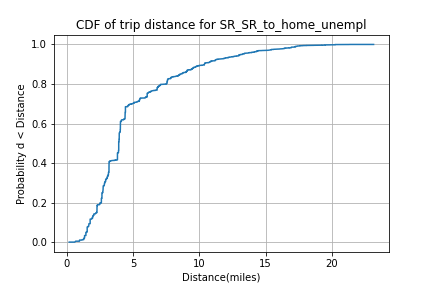 CDF of trip distance for SR_SR_to_home_unempl
1.0
0.8
0.6
0.4
0.2
0.0
Probability d < Distance
0 5 10 15 20
Distance(miles)